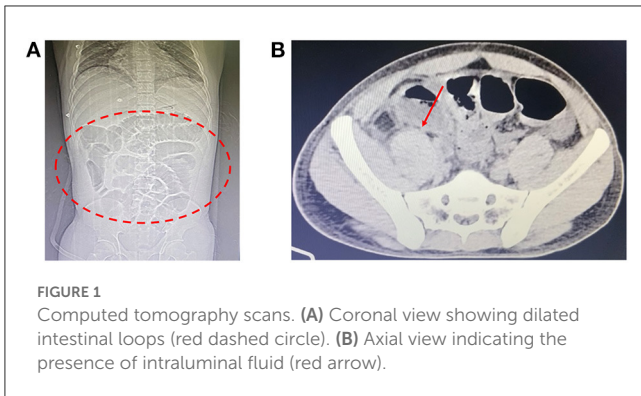 A
B
FIGURE 1
Computed tomography scans. (A) Coronal view showing dilated
intestinal loops (red dashed circle). (B) Axial view indicating the
presence of intraluminal fluid (red arrow).